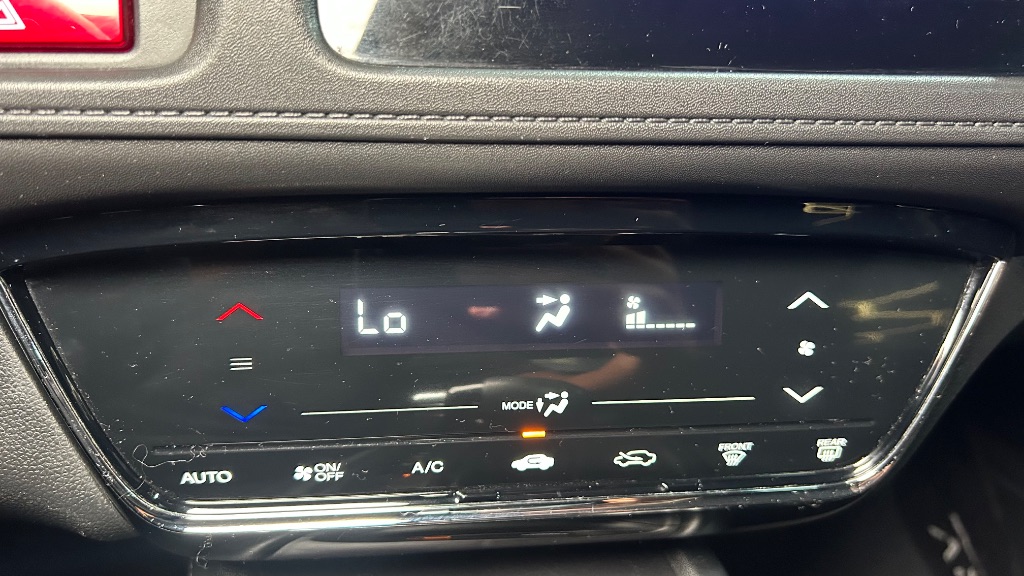 Lo
MODE
AUTO
ON/
OFF
A/C
FRONT
REAR